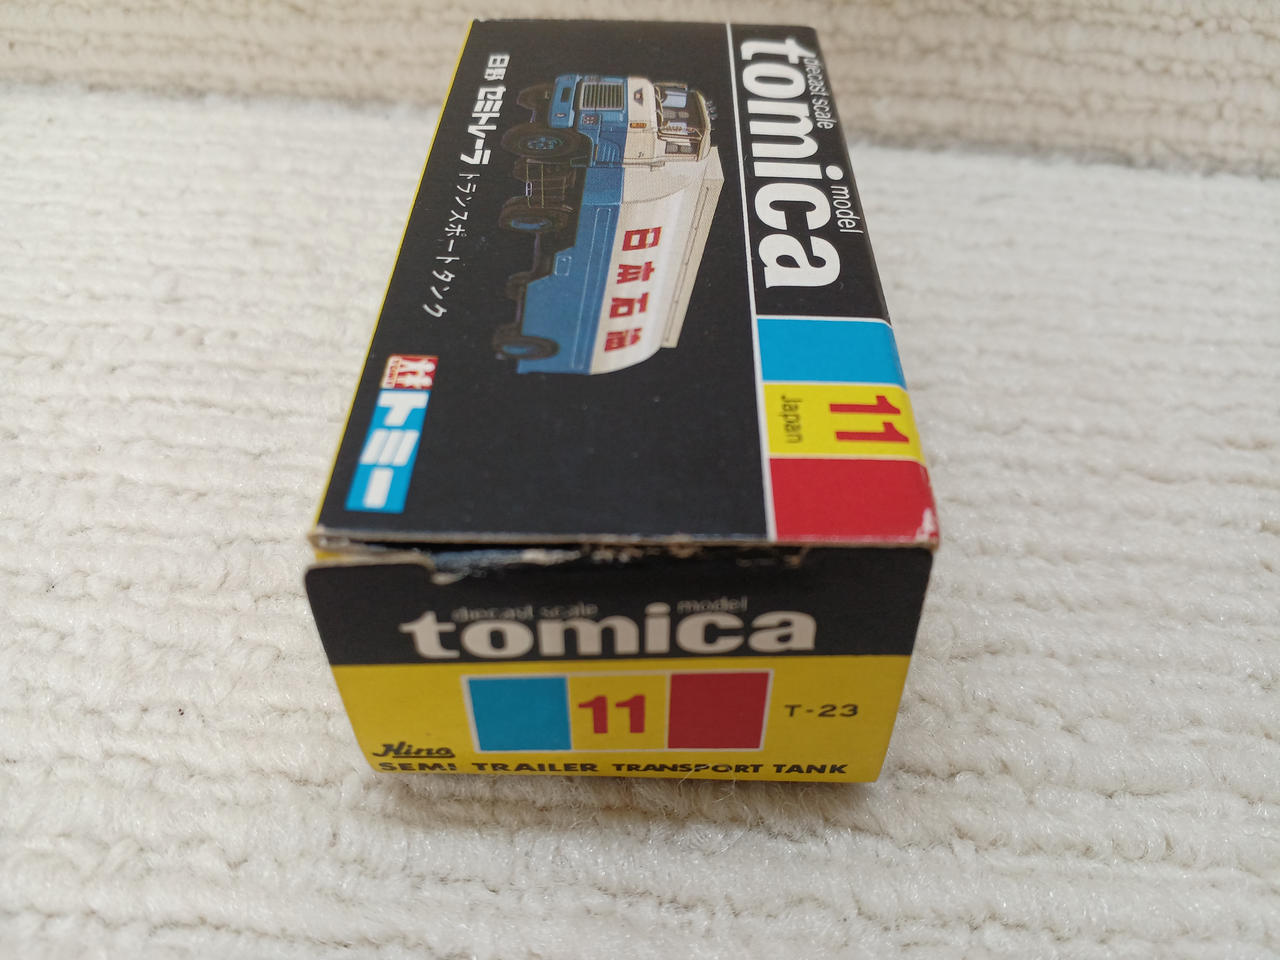 diecast scale model
tomica
11
Japan
日本石油
日野 セミトレーラ トランスポートタンク
TOMY
トミー
diecast scale model
tomica
11
T-23
Hino
SEMI TRAILER TRANSPORT TANK